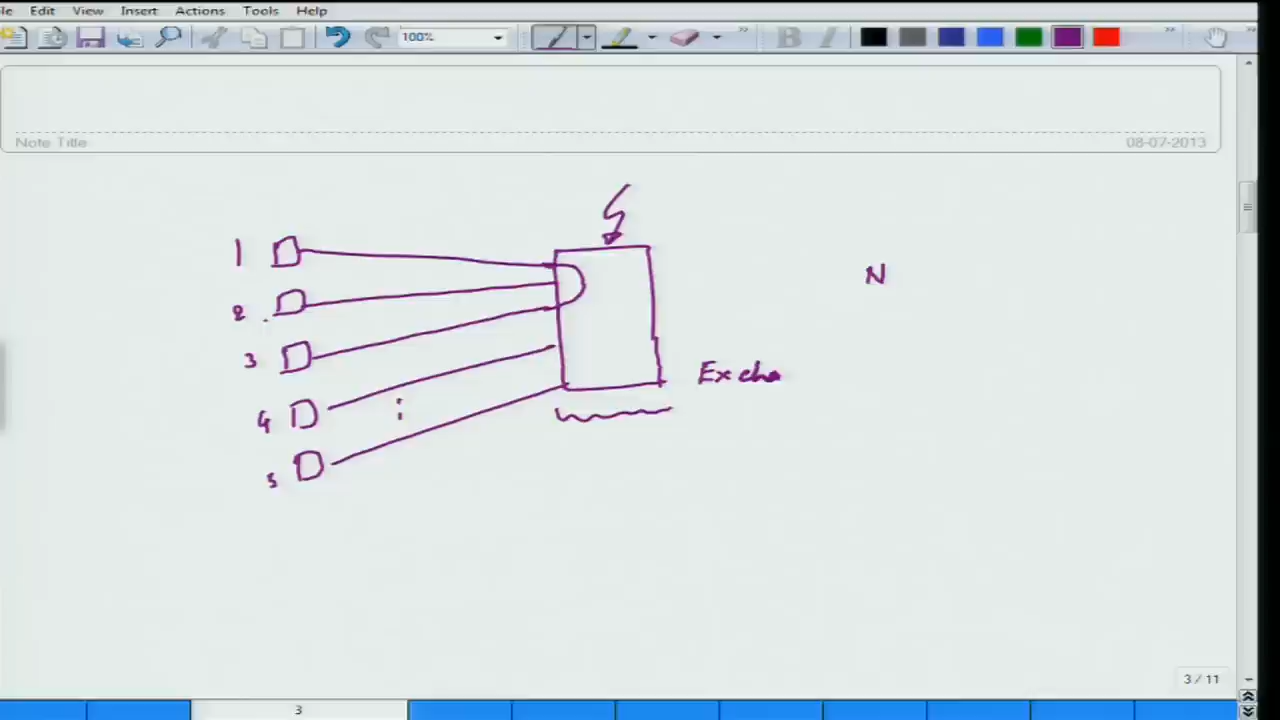 Edit View Insert Actions Tools Help
100%
B I
Note Title
08-07-2013
1
2
3
4
5
N
Excha
3 / 11
3